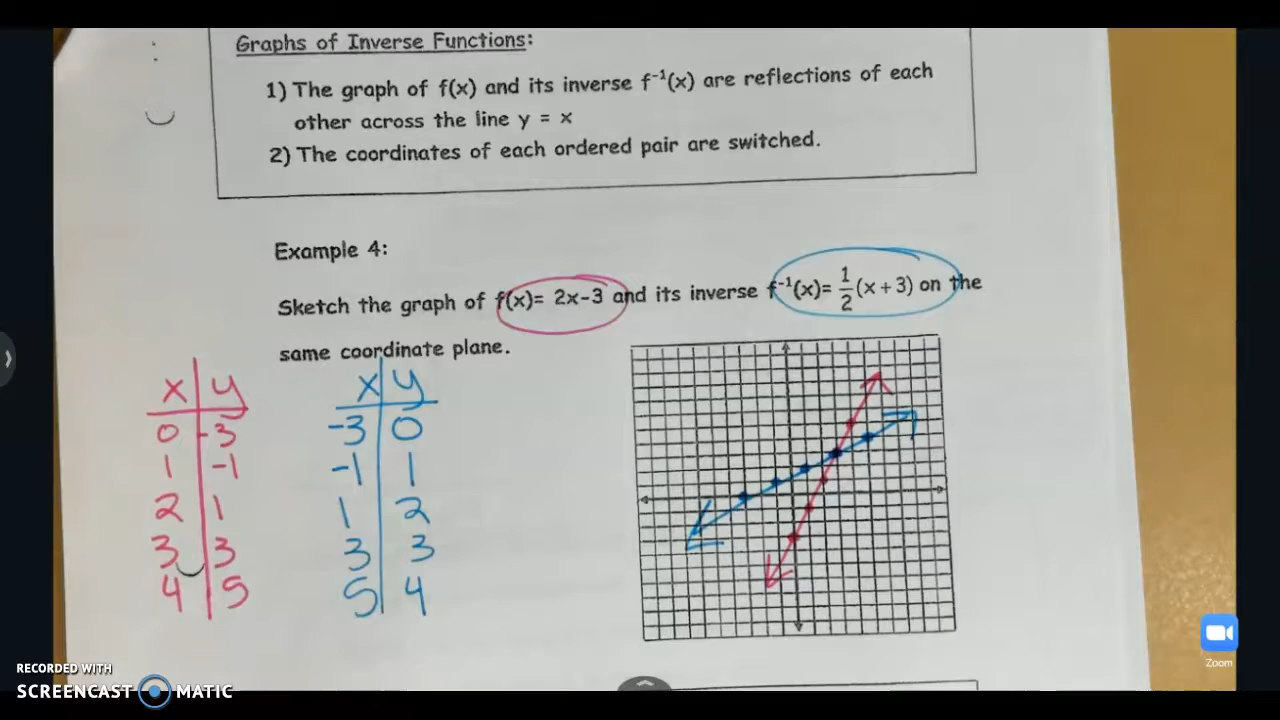 Graphs of Inverse Functions:
1) The graph of f(x) and its inverse f⁻¹(x) are reflections of each
other across the line y = x
2) The coordinates of each ordered pair are switched.
Example 4:
Sketch the graph of f(x)= 2x-3 and its inverse f⁻¹(x)= 1/2 (x + 3) on the
same coordinate plane.
x y
0 -3
1 -1
2 1
3 3
4 5
x y
-3 0
-1 1
1 2
3 3
5 4
Zoom
RECORDED WITH
SCREENCAST MATIC